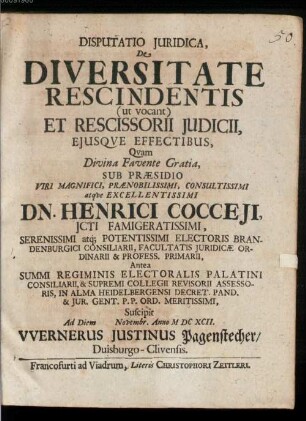 50
DISPUTATIO JURIDICA,
De
DIVERSITATE
RESCINDENTIS
(ut vocant)
ET RESCISSORII JUDICII,
EJUSQVE EFFECTIBUS,
Qvam
Divina Favente Gratia,
SUB PRÆSIDIO
VIRI MAGNIFICI, PRÆNOBILISSIMI, CONSULTISSIMI
atqve EXCELLENTISSIMI
DN. HENRICI COCCEJI,
JCTI FAMIGERATISSIMI,
SERENISSIMI atq; POTENTISSIMI ELECTORIS BRAN-
DENBURGICI CONSILIARII, FACULTATIS JURIDICÆ OR-
DINARII & PROFESS. PRIMARII,
Antea
SUMMI REGIMINIS ELECTORALIS PALATINI
CONSILIARII, & SUPREMI COLLEGII REVISORII ASSESSO-
RIS, IN ALMA HEIDELBERGENSI DECRET. PAND.
& JUR. GENT. P.P. ORD. MERITISSIMI,
Suscipit
Ad Diem Novembr. Anno M DC XCII.
VVERNERUS JUSTINUS Pagenstecher/
Duisburgo-Clivensis.
Francofurti ad Viadrum, Literis CHRISTOPHORI ZEITLERI.